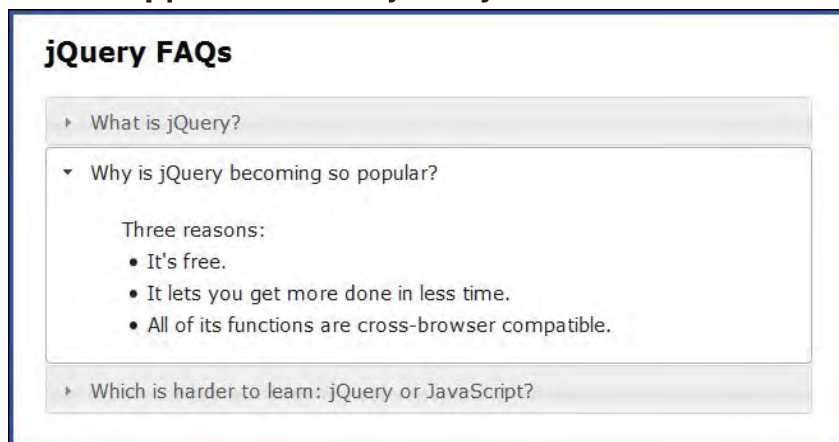 jQuery FAQs
What is jQuery?
Why is jQuery becoming so popular?
Three reasons:
• It's free.
• It lets you get more done in less time.
• All of its functions are cross-browser compatible.
Which is harder to learn: jQuery or JavaScript?